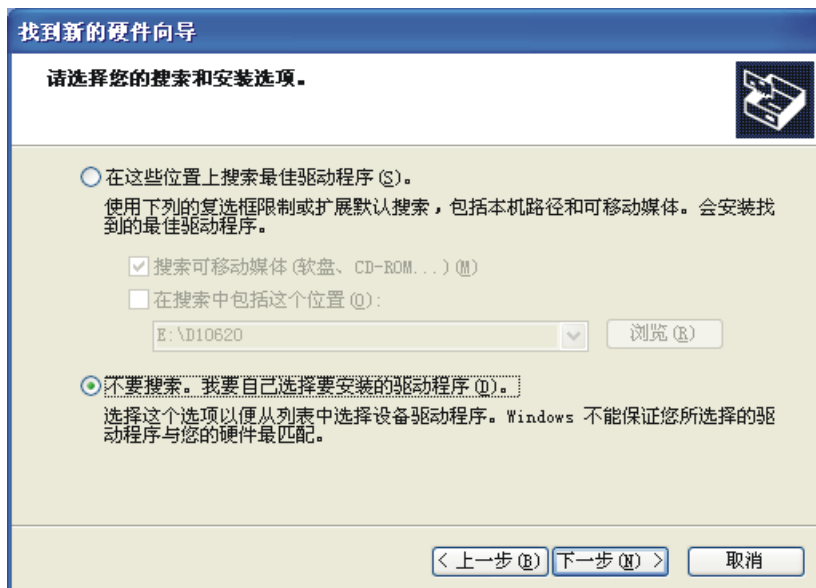 找到新的硬件向导
请选择您的搜索和安装选项。
在这些位置上搜索最佳驱动程序(S)。
使用下列的复选框限制或扩展默认搜索，包括本机路径和可移动媒体。会安装找
到的最佳驱动程序。
搜索可移动媒体(软盘、CD-ROM...)(M)
在搜索中包括这个位置(O):
E:\D10620
浏览(R)
不要搜索。我要自己选择要安装的驱动程序(D)。
选择这个选项以便从列表中选择设备驱动程序。Windows 不能保证您所选择的驱
动程序与您的硬件最匹配。
< 上一步(B) 下一步(N) > 取消